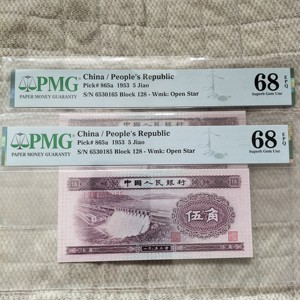 PMG
PAPER MONEY GUARANTY
China / People's Republic
Pick# 865a 1953 5 Jiao
S/N 6530165 Block 128 - Wmk: Open Star
68 EPQ
Superb Gem Unc
PMG
PAPER MONEY GUARANTY
China / People's Republic
Pick# 865a 1953 5 Jiao
S/N 6530185 Block 128 - Wmk: Open Star
68 EPQ
Superb Gem Unc
中國人民銀行
伍角